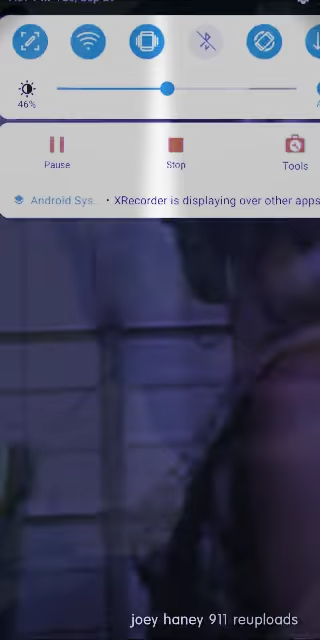 46%
Pause Stop Tools
Android Sys... • XRecorder is displaying over other apps
joey haney 911 reuploads